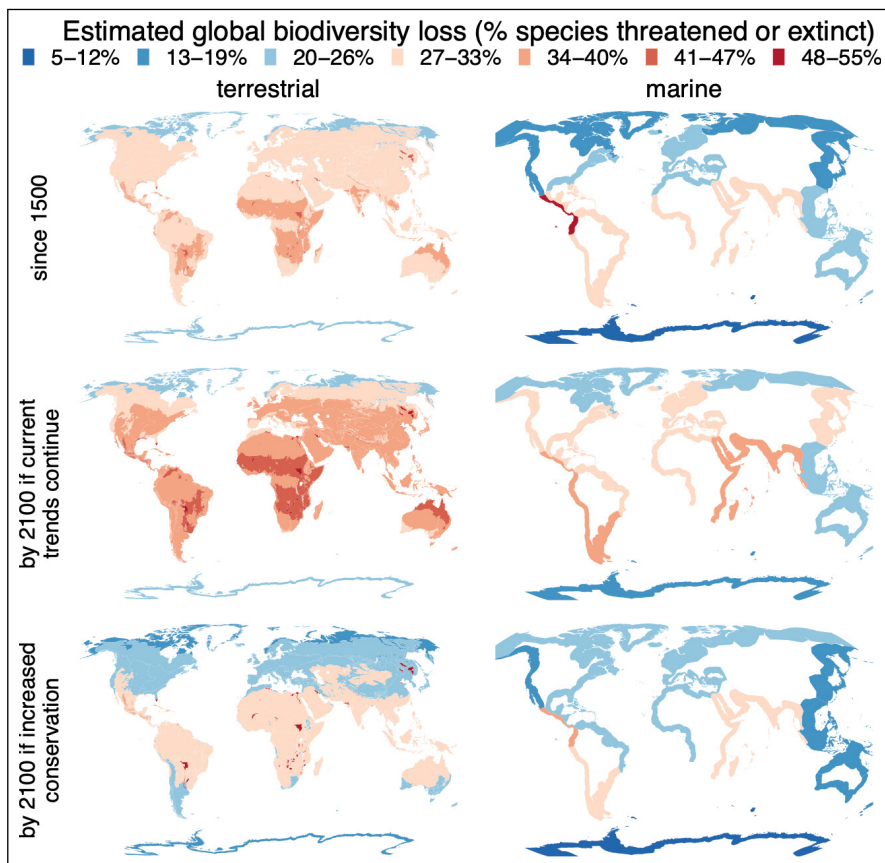 Estimated global biodiversity loss (% species threatened or extinct)
5–12% 13–19% 20–26% 27–33% 34–40% 41–47% 48–55%
terrestrial marine
since 1500
by 2100 if current
trends continue
by 2100 if increased
conservation